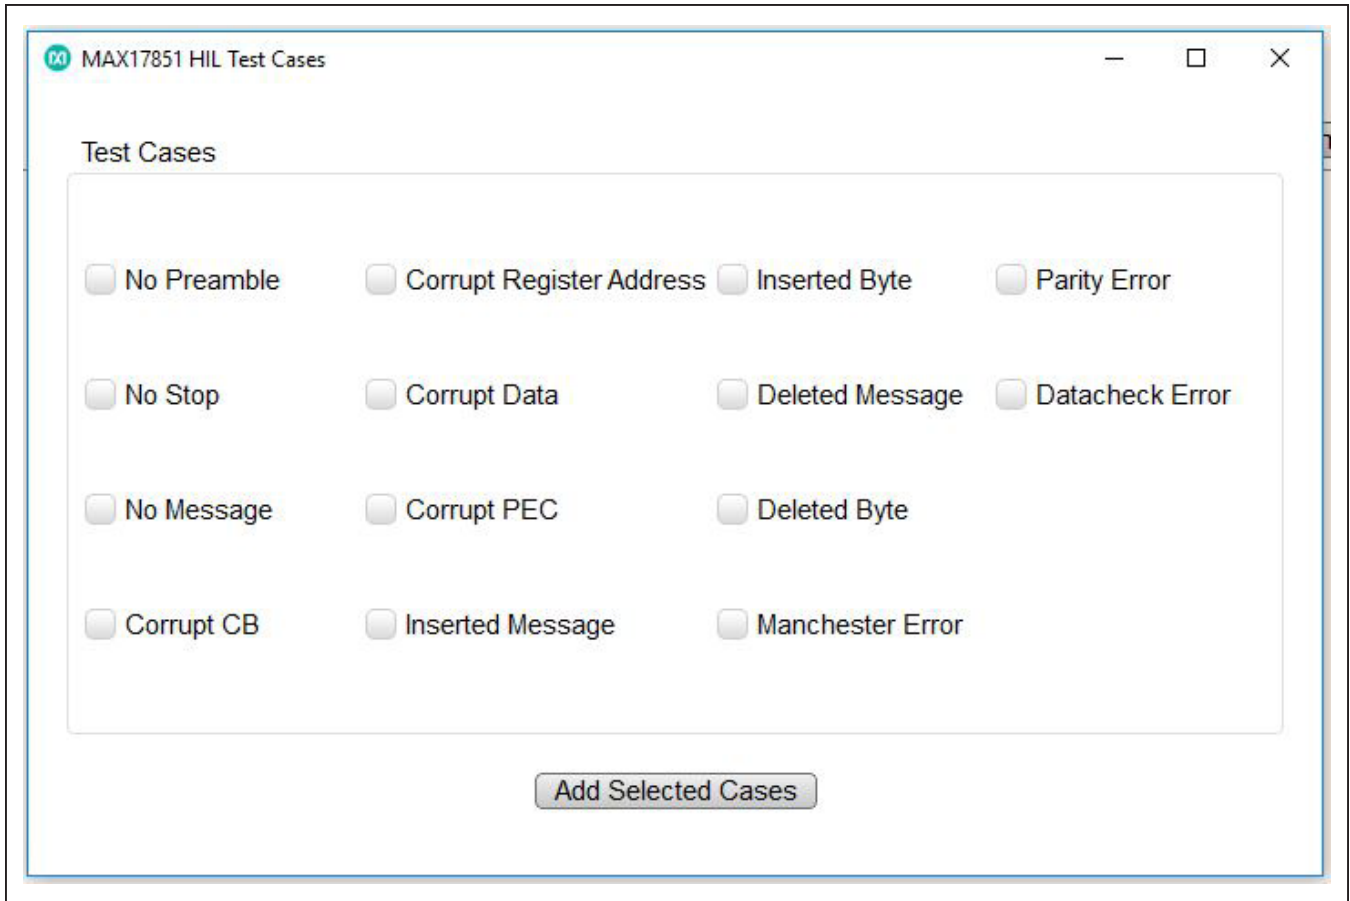 MAX17851 HIL Test Cases
Test Cases
No Preamble
Corrupt Register Address
Inserted Byte
Parity Error
No Stop
Corrupt Data
Deleted Message
Datacheck Error
No Message
Corrupt PEC
Deleted Byte
Corrupt CB
Inserted Message
Manchester Error
Add Selected Cases